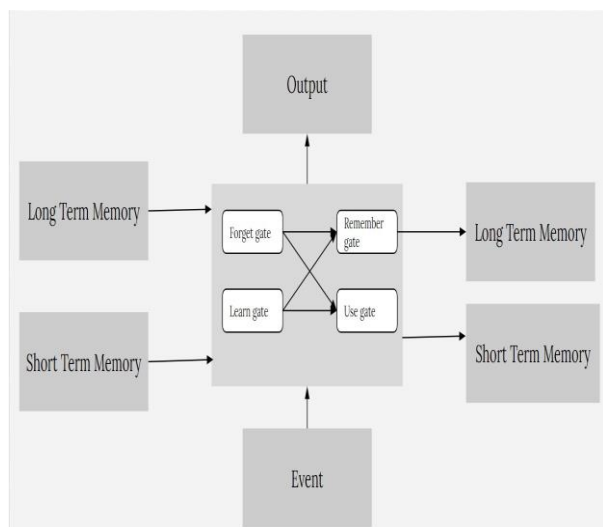 Output
Long Term Memory
Forget gate
Remember
gate
Long Term Memory
Learn gate
Use gate
Short Term Memory
Short Term Memory
Event